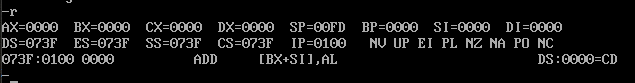 -r
AX=0000  BX=0000  CX=0000  DX=0000  SP=00FD  BP=0000  SI=0000  DI=0000
DS=073F  ES=073F  SS=073F  CS=073F  IP=0100   NV UP EI PL NZ NA PO NC
073F:0100 0000          ADD     [BX+SI],AL                         DS:0000=CD
-_